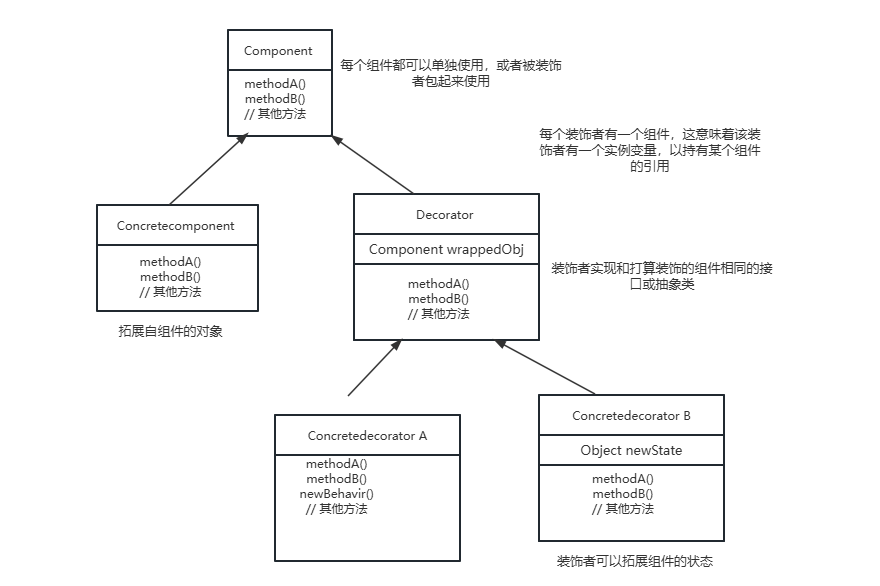 Component
methodA()
methodB()
// 其他方法
每个组件都可以单独使用，或者被装饰
者包起来使用
每个装饰者有一个组件，这意味着该装
饰者有一个实例变量，以持有某个组件
的引用
Concretecomponent
methodA()
methodB()
// 其他方法
拓展自组件的对象
Decorator
Component wrappedObj
methodA()
methodB()
// 其他方法
装饰者实现和打算装饰的组件相同的接
口或抽象类
Concretedecorator A
methodA()
methodB()
newBehavir()
// 其他方法
Concretedecorator B
Object newState
methodA()
methodB()
// 其他方法
装饰者可以拓展组件的状态